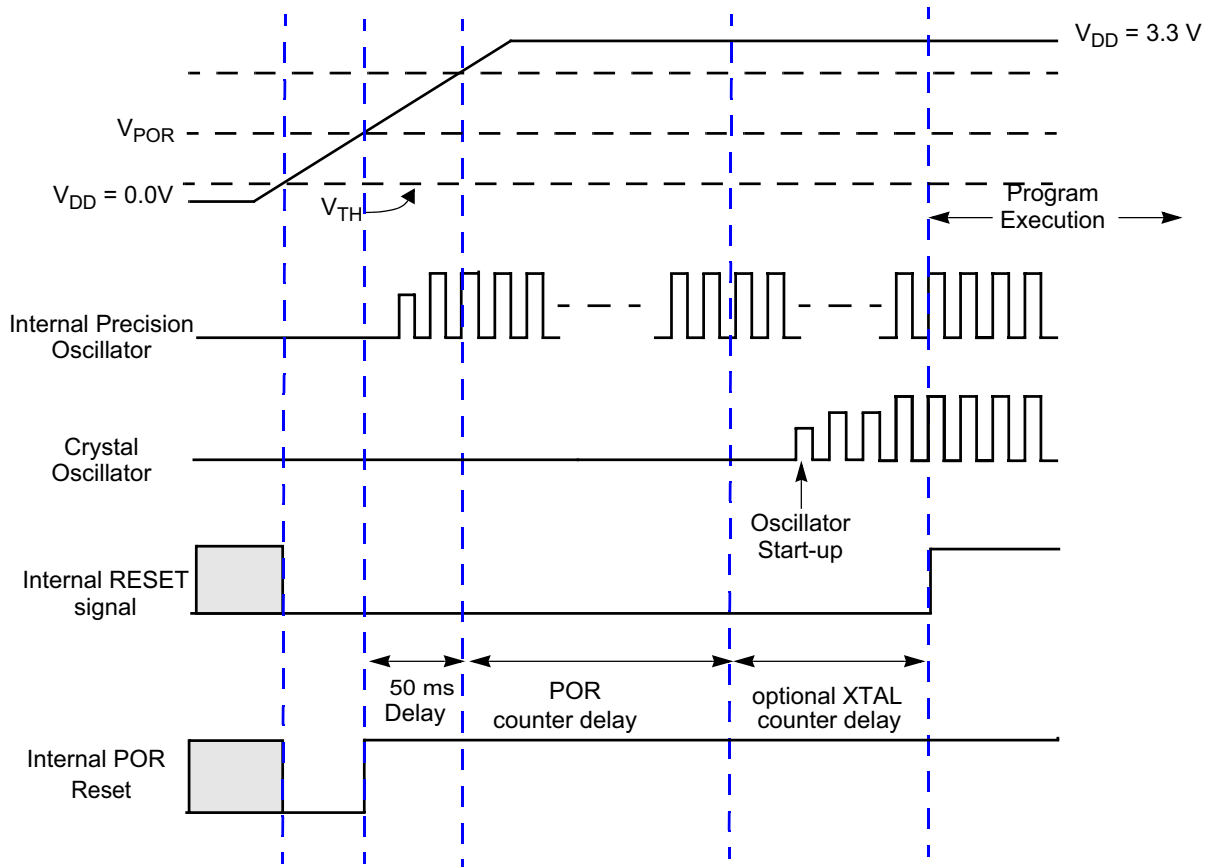 V_DD = 3.3 V
V_POR
V_DD = 0.0V
V_TH
Program
Execution
Internal Precision
Oscillator
Crystal
Oscillator
Oscillator
Start-up
Internal RESET
signal
50 ms
Delay
POR
counter delay
optional XTAL
counter delay
Internal POR
Reset